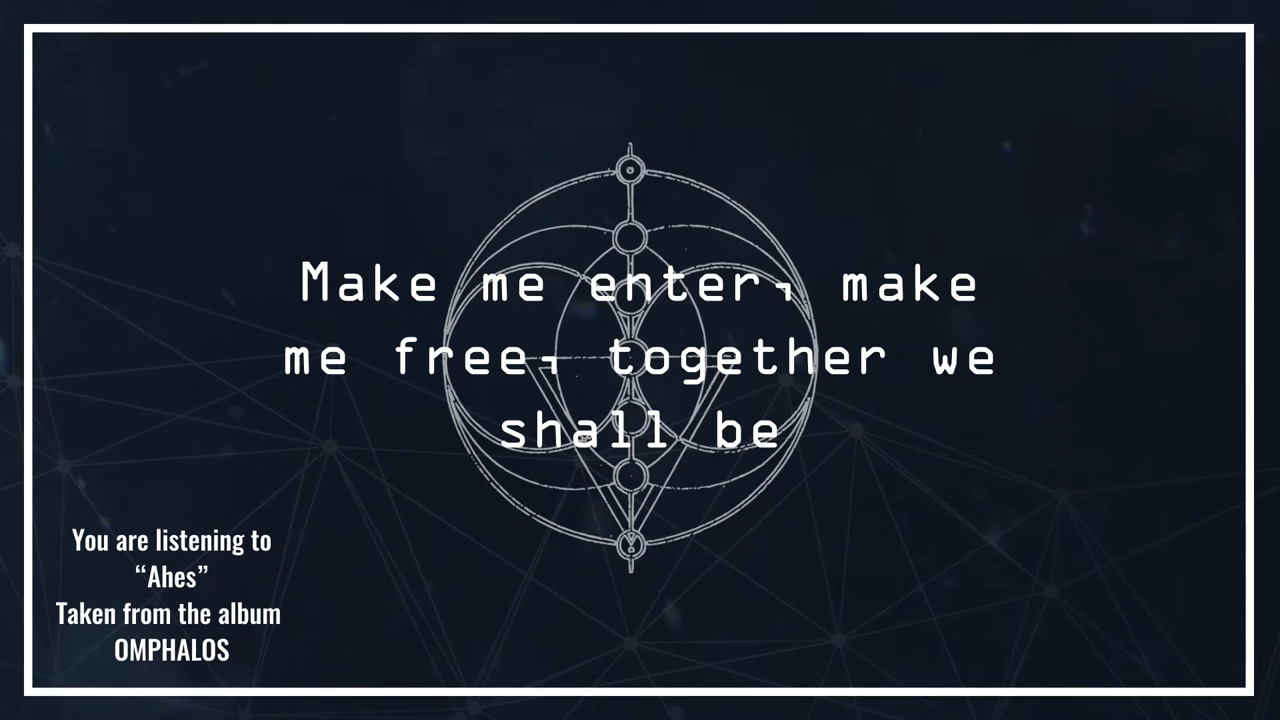 Make me enter, make
me free, together we
shall be
You are listening to
“Ahes”
Taken from the album
OMPHALOS